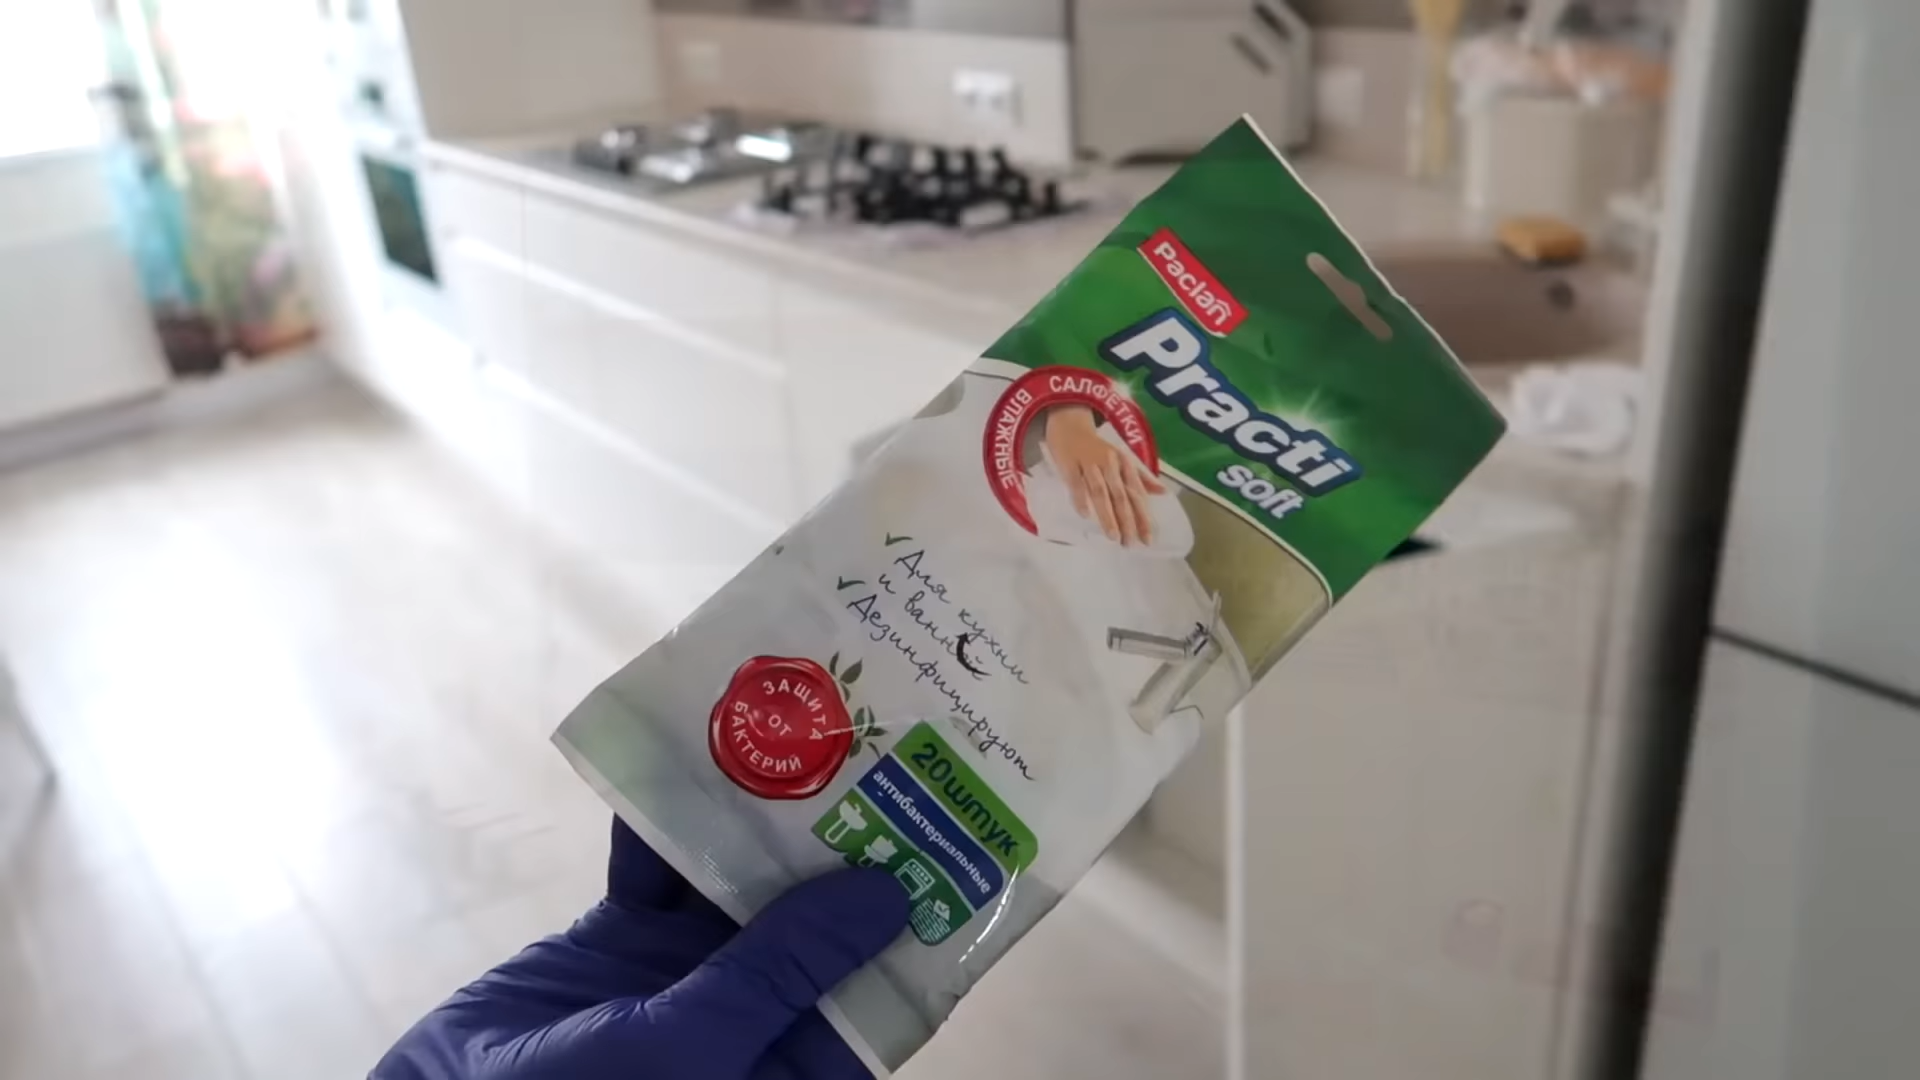 Paclan
Practi
soft
ВЛАЖНЫЕ САЛФЕТКИ
Для кухни
и ванной
Дезинфицируют
ЗАЩИТА
ОТ
БАКТЕРИЙ
20штук
антибактериальные